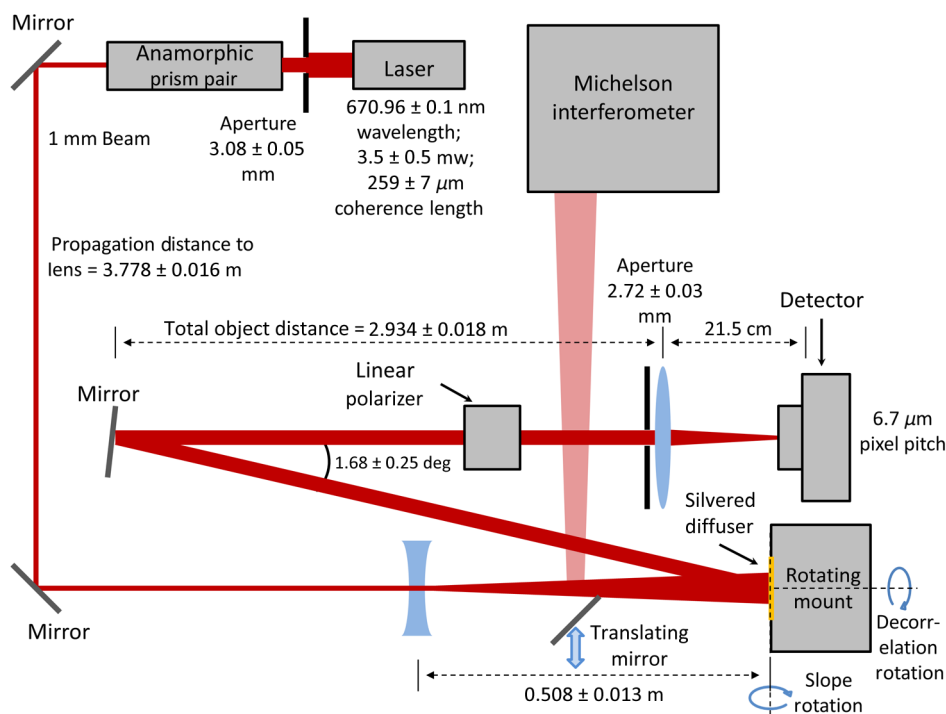 Mirror
Anamorphic
prism pair
Laser
1 mm Beam
Aperture
3.08 ± 0.05
mm
670.96 ± 0.1 nm
wavelength;
3.5 ± 0.5 mw;
259 ± 7 μm
coherence length
Michelson
interferometer
Propagation distance to
lens = 3.778 ± 0.016 m
Aperture
2.72 ± 0.03
mm
Detector
Total object distance = 2.934 ± 0.018 m
21.5 cm
Mirror
Linear
polarizer
6.7 μm
pixel pitch
1.68 ± 0.25 deg
Silvered
diffuser
Rotating
mount
Mirror
Translating
mirror
Decorr-
elation
rotation
0.508 ± 0.013 m
Slope
rotation